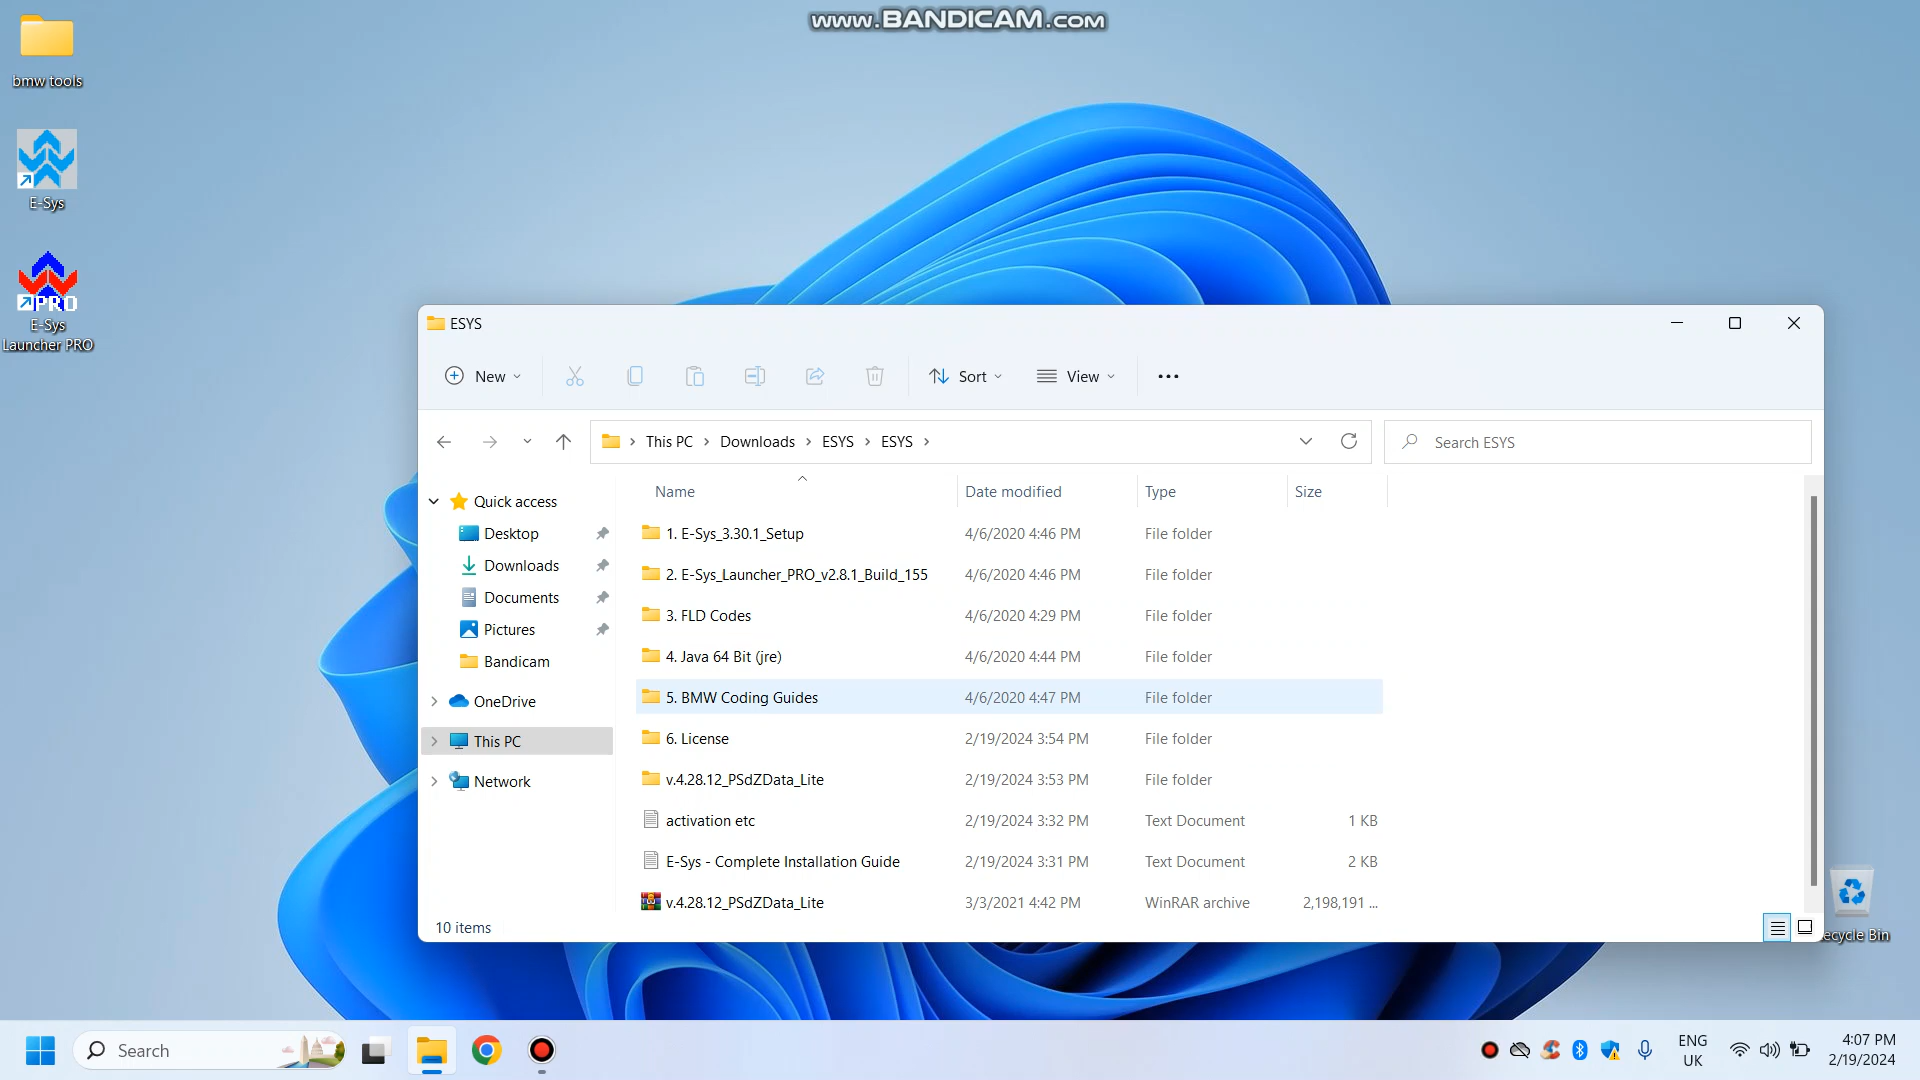 www.BANDICAM.com
bmw tools
E-Sys
PRO
E-Sys
Launcher PRO
ESYS
New
Sort
View
This PC
Downloads
ESYS
ESYS
Search ESYS
Name
Date modified
Type
Size
Quick access
Desktop
Downloads
Documents
Pictures
Bandicam
OneDrive
This PC
Network
1. E-Sys_3.30.1_Setup 4/6/2020 4:46 PM File folder
2. E-Sys_Launcher_PRO_v2.8.1_Build_155 4/6/2020 4:46 PM File folder
3. FLD Codes 4/6/2020 4:29 PM File folder
4. Java 64 Bit (jre) 4/6/2020 4:44 PM File folder
5. BMW Coding Guides 4/6/2020 4:47 PM File folder
6. License 2/19/2024 3:54 PM File folder
v.4.28.12_PSdZData_Lite 2/19/2024 3:53 PM File folder
activation etc 2/19/2024 3:32 PM Text Document 1 KB
E-Sys - Complete Installation Guide 2/19/2024 3:31 PM Text Document 2 KB
v.4.28.12_PSdZData_Lite 3/3/2021 4:42 PM WinRAR archive 2,198,191 ...
10 items
ecycle Bin
Search
ENG
UK
4:07 PM
2/19/2024